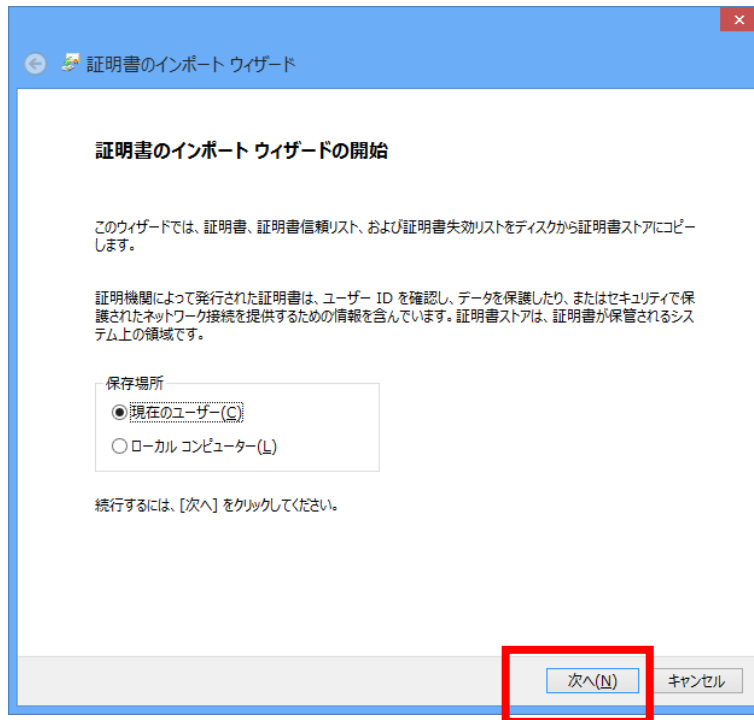 証明書のインポート ウィザード
証明書のインポート ウィザードの開始
このウィザードでは、証明書、証明書信頼リスト、および証明書失効リストをディスクから証明書ストアにコピー
します。
証明機関によって発行された証明書は、ユーザー ID を確認し、データを保護したり、またはセキュリティで保
護されたネットワーク接続を提供するための情報を含んでいます。証明書ストアは、証明書が保管されるシス
テム上の領域です。
保存場所
現在のユーザー(C)
ローカル コンピューター(L)
続行するには、[次へ] をクリックしてください。
次へ(N) キャンセル